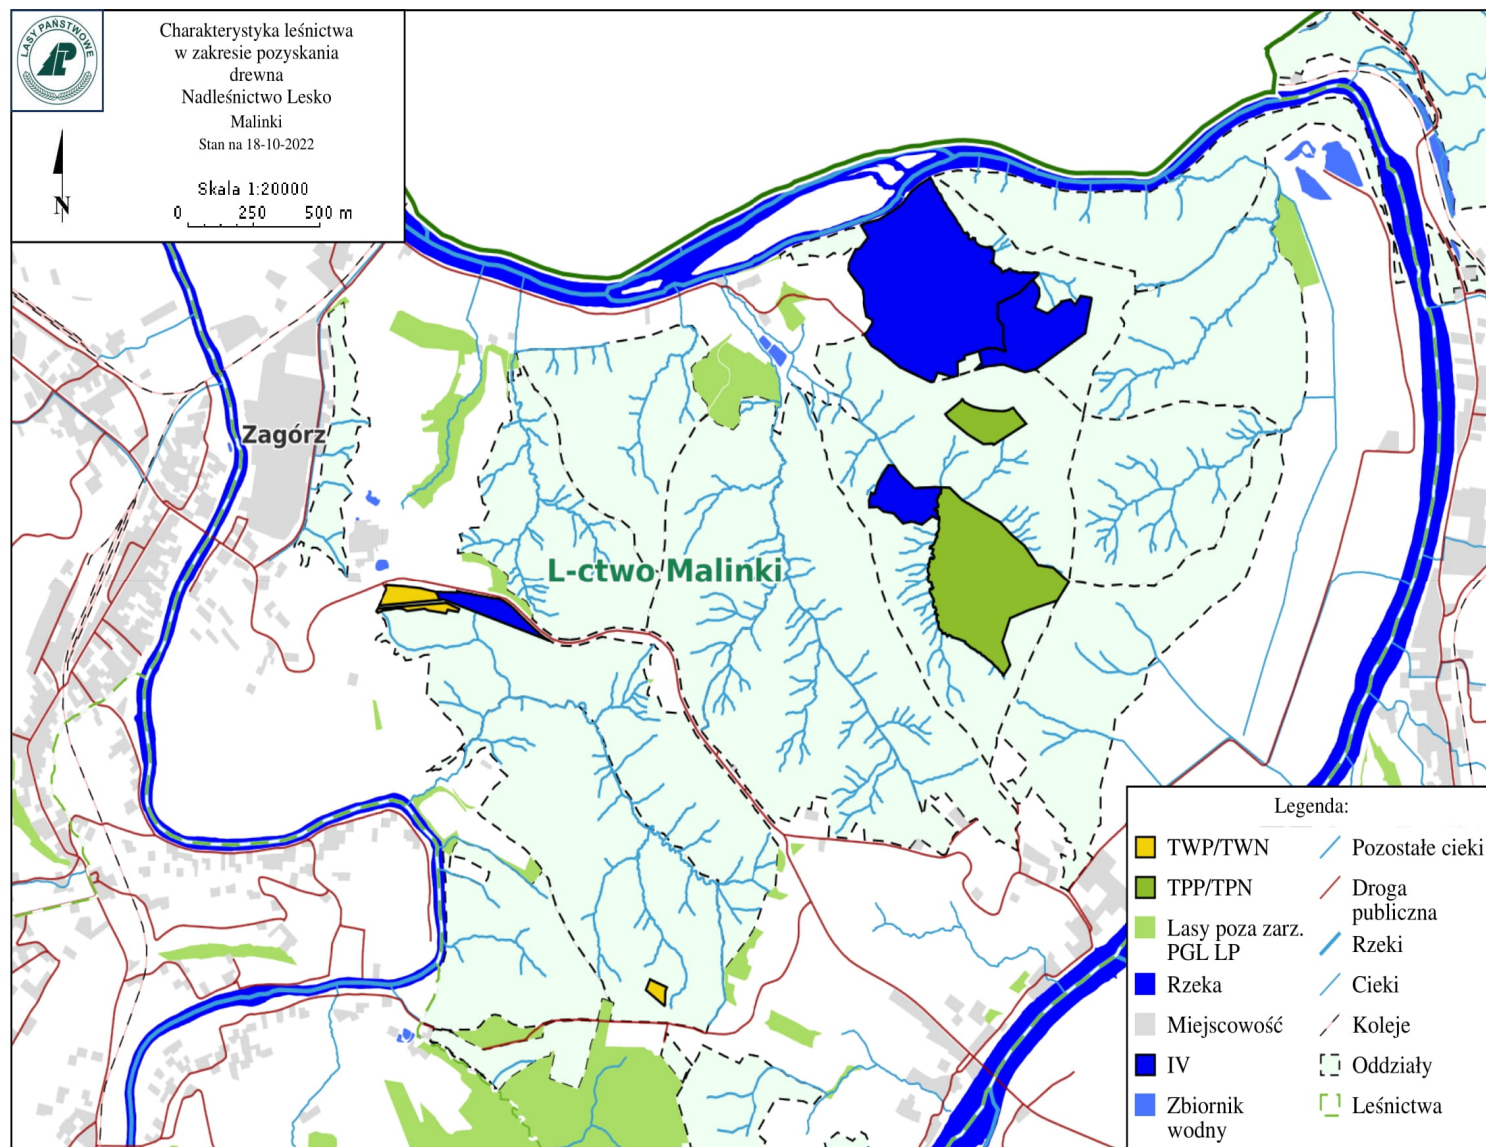 LASY PAŃSTWOWE
Charakterystyka leśnictwa
w zakresie pozyskania
drewna
Nadleśnictwo Lesko
Malinki
Stan na 18-10-2022
N
Skala 1:20000
0 250 500 m
Zagórz
L-ctwo Malinki
Legenda:
TWP/TWN
TPP/TPN
Lasy poza zarz.
PGL LP
Rzeka
Miejscowość
IV
Zbiornik
wodny
Pozostałe cieki
Droga
publiczna
Rzeki
Cieki
Koleje
Oddziały
Leśnictwa